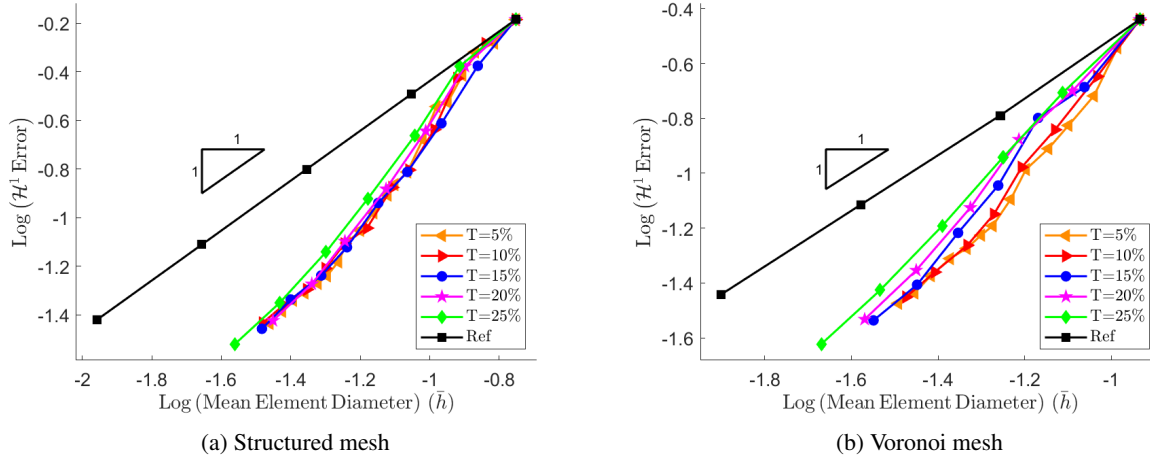 -0.2
-0.4
-0.6
-0.8
-1
-1.2
-1.4
Log (ℋ¹ Error)
1
1
T=5%
T=10%
T=15%
T=20%
T=25%
Ref
-2 -1.8 -1.6 -1.4 -1.2 -1 -0.8
Log (Mean Element Diameter) (h̄)
(a) Structured mesh
-0.4
-0.6
-0.8
-1
-1.2
-1.4
-1.6
Log (ℋ¹ Error)
1
1
T=5%
T=10%
T=15%
T=20%
T=25%
Ref
-1.8 -1.6 -1.4 -1.2 -1
Log (Mean Element Diameter) (h̄)
(b) Voronoi mesh